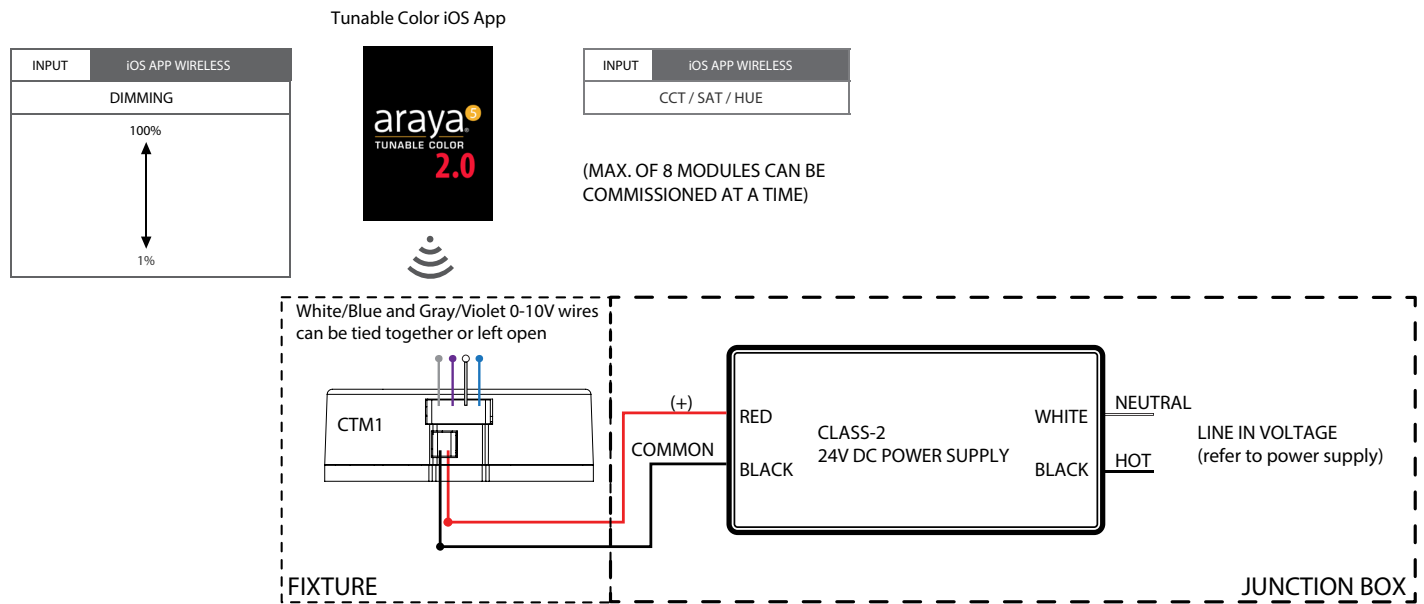 Tunable Color iOS App
INPUT iOS APP WIRELESS
DIMMING
100%
1%
araya5
TUNABLE COLOR
2.0
INPUT iOS APP WIRELESS
CCT / SAT / HUE
(MAX. OF 8 MODULES CAN BE
COMMISSIONED AT A TIME)
White/Blue and Gray/Violet 0-10V wires
can be tied together or left open
CTM1
(+)
COMMON
RED
BLACK
CLASS-2
24V DC POWER SUPPLY
WHITE
BLACK
NEUTRAL
HOT
LINE IN VOLTAGE
(refer to power supply)
FIXTURE
JUNCTION BOX